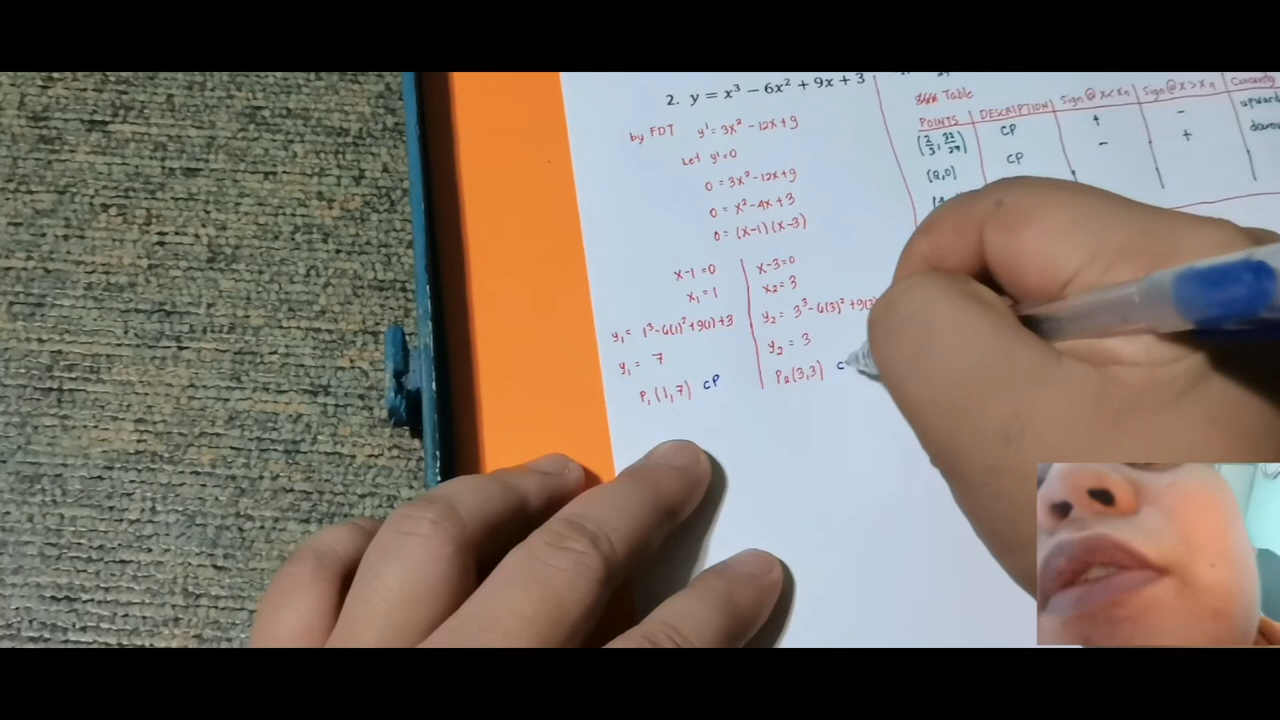 2. y = x³ − 6x² + 9x + 3
by FDT y' = 3x² − 12x + 9
Let y' = 0
0 = 3x² − 12x + 9
0 = x² − 4x + 3
0 = (x−1)(x−3)
x−1 = 0
x₁ = 1
y₁ = 1³ − 6(1)² + 9(1) + 3
y₁ = 7
P₁(1,7) CP
x−3 = 0
x₂ = 3
y₂ = 3³ − 6(3)² + 9(3)
y₂ = 3
P₂(3,3) C
Table
POINTS DESCRIPTION Sign @ x<xₙ Sign @ x>xₙ Concavity
(2/3, 22/27) CP + − upward
(2,0) CP − +